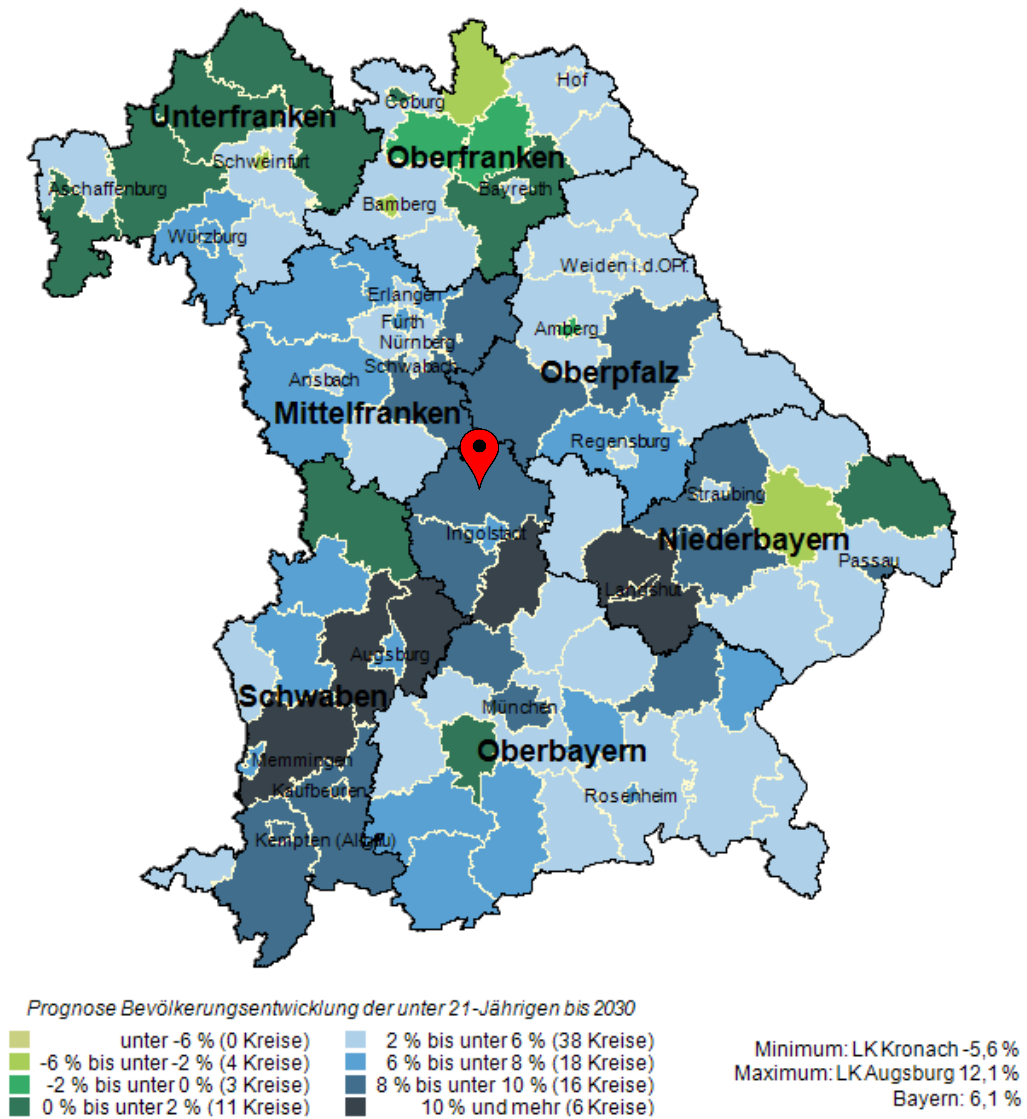 Hof
Coburg
Unterfranken
Oberfranken
Schweinfurt
Aschaffenburg
Bayreuth
Bamberg
Würzburg
Weiden i.d.OPf.
Erlangen
Fürth
Amberg
Nürnberg
Schwabach
Oberpfalz
Ansbach
Mittelfranken
Regensburg
Straubing
Ingolstadt
Niederbayern
Passau
Landshut
Augsburg
Schwaben
München
Oberbayern
Memmingen
Kaufbeuren
Rosenheim
Kempten (Allgäu)
Prognose Bevölkerungsentwicklung der unter 21-Jährigen bis 2030
unter -6 % (0 Kreise)
-6 % bis unter -2 % (4 Kreise)
-2 % bis unter 0 % (3 Kreise)
0 % bis unter 2 % (11 Kreise)
2 % bis unter 6 % (38 Kreise)
6 % bis unter 8 % (18 Kreise)
8 % bis unter 10 % (16 Kreise)
10 % und mehr (6 Kreise)
Minimum: LK Kronach -5,6 %
Maximum: LK Augsburg 12,1 %
Bayern: 6,1 %